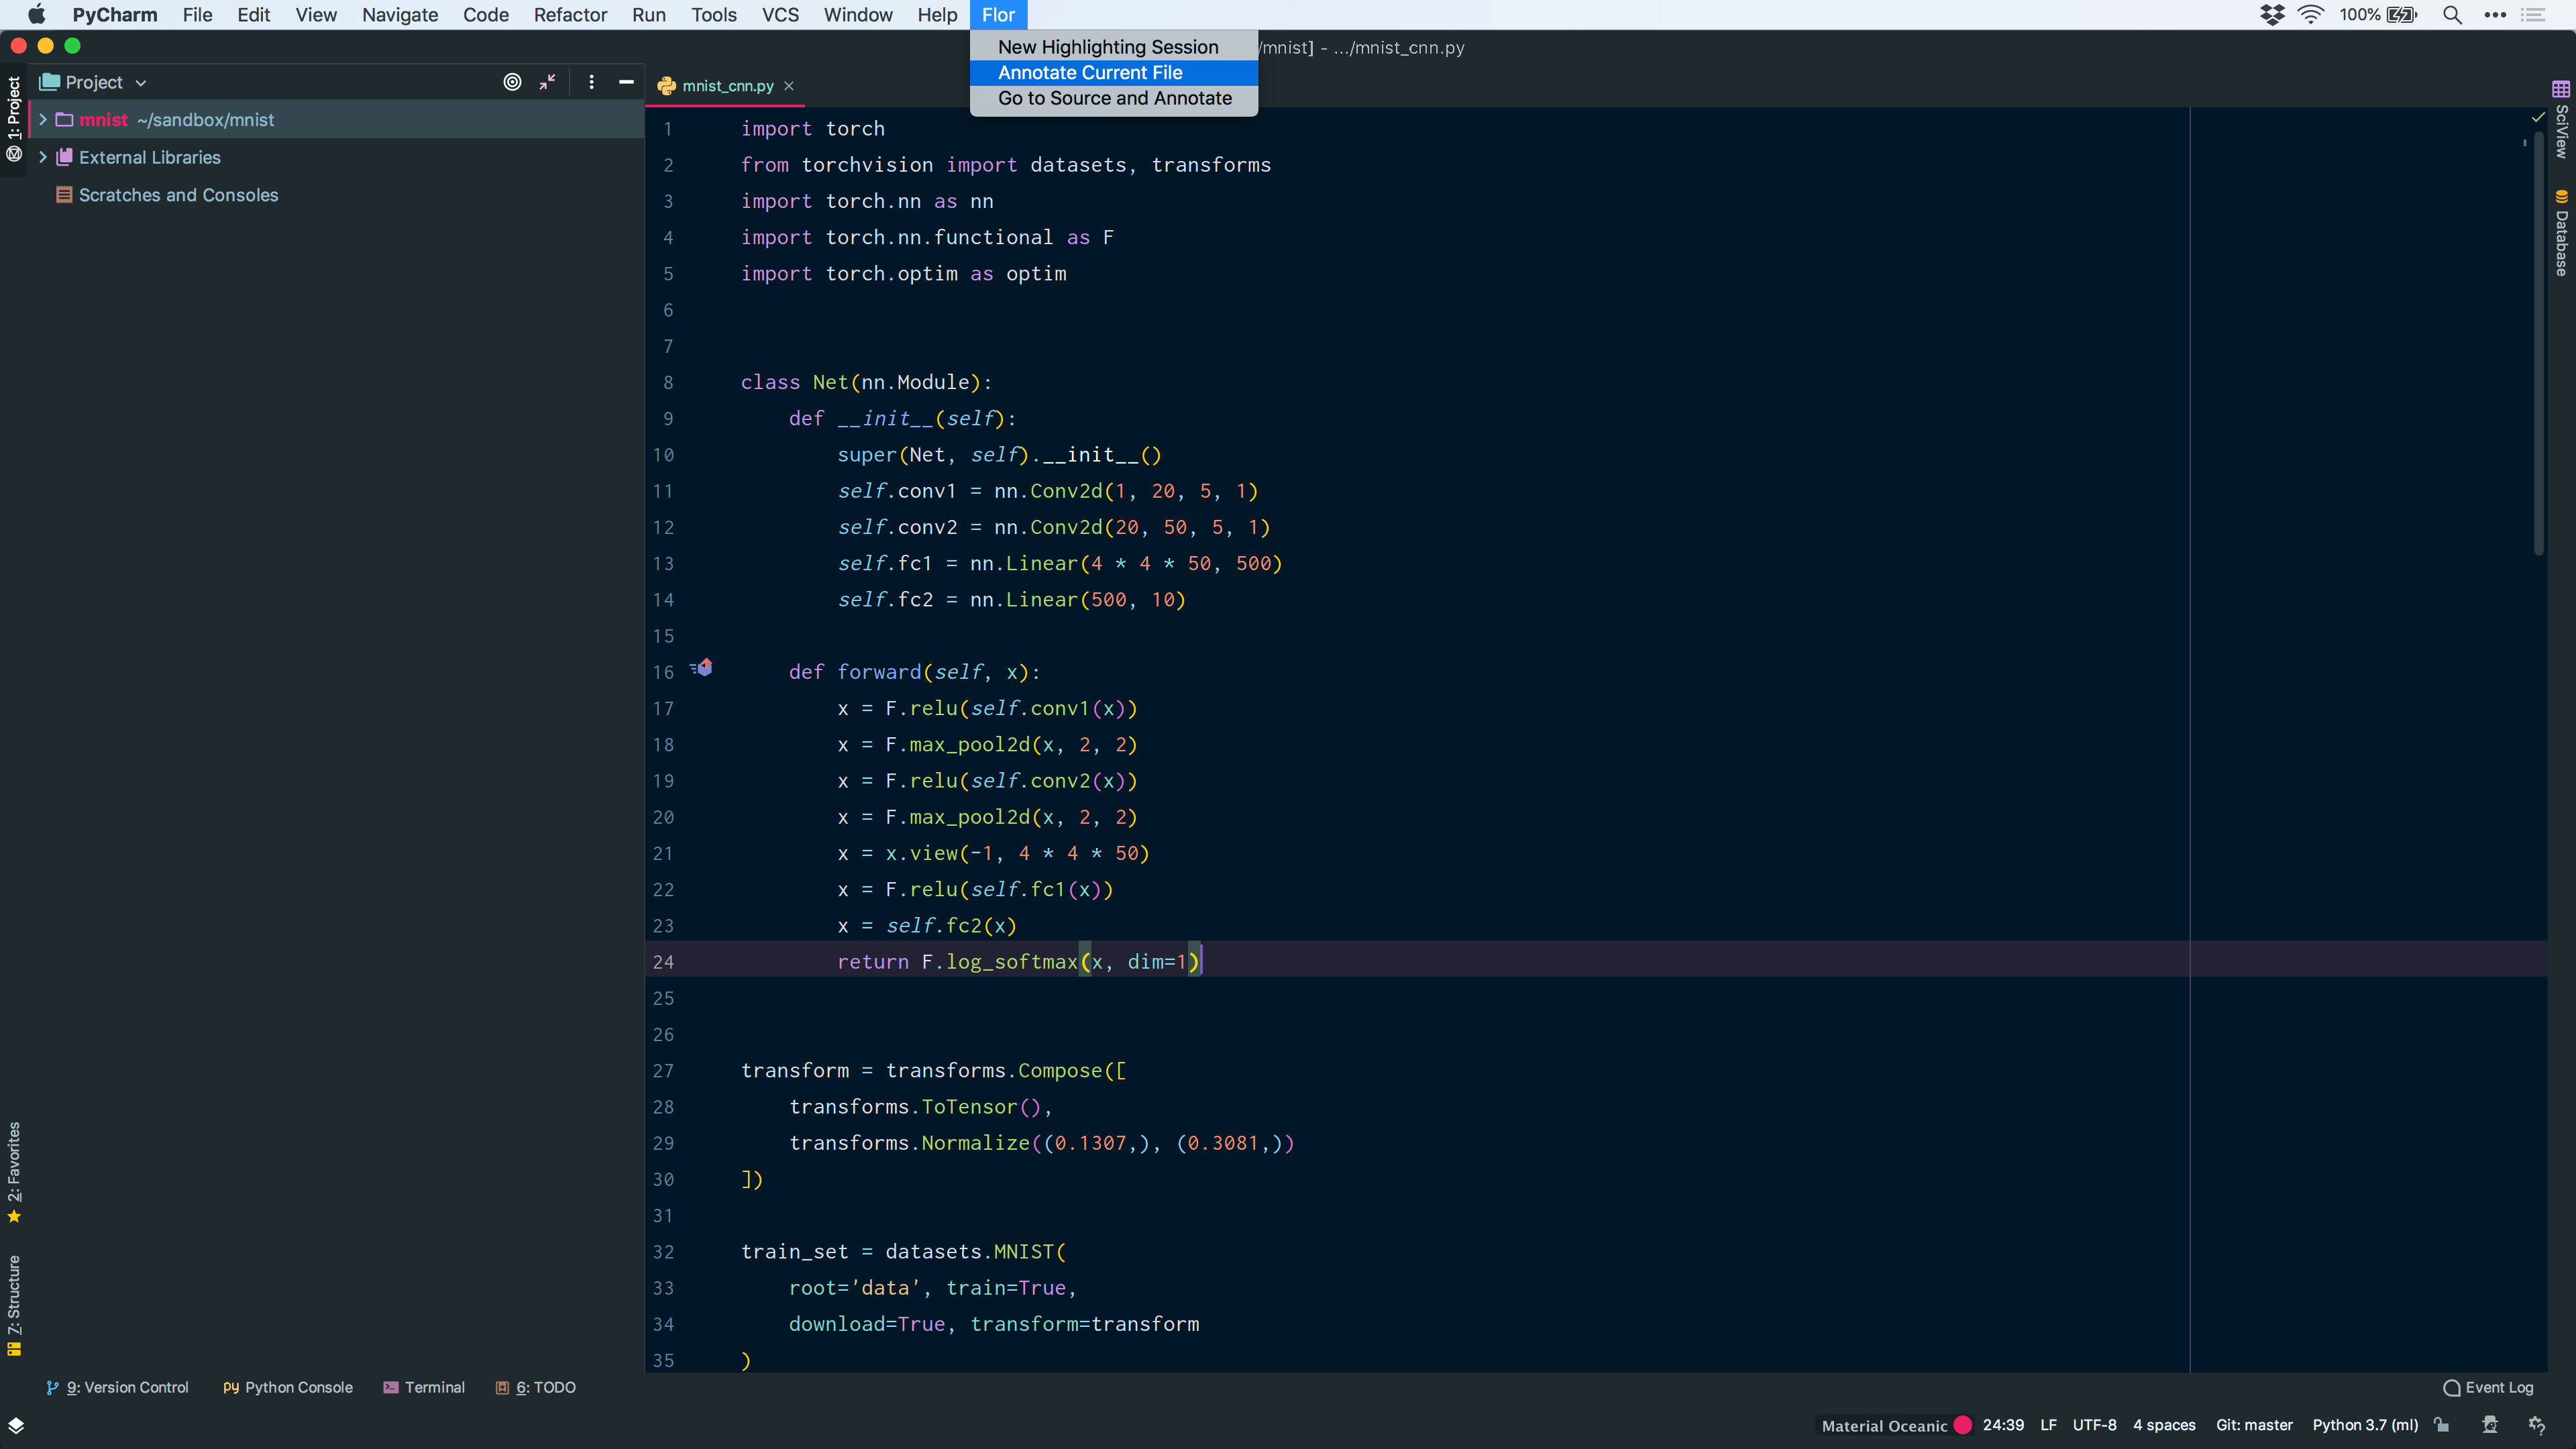 PyCharm File Edit View Navigate Code Refactor Run Tools VCS Window Help Flor 100%
New Highlighting Session
Annotate Current File
Go to Source and Annotate
/mnist] - .../mnist_cnn.py
Project
mnist_cnn.py
1: Project
mnist ~/sandbox/mnist
External Libraries
Scratches and Consoles
SciView
Database
1 import torch
2 from torchvision import datasets, transforms
3 import torch.nn as nn
4 import torch.nn.functional as F
5 import torch.optim as optim
6
7
8 class Net(nn.Module):
9 def __init__(self):
10 super(Net, self).__init__()
11 self.conv1 = nn.Conv2d(1, 20, 5, 1)
12 self.conv2 = nn.Conv2d(20, 50, 5, 1)
13 self.fc1 = nn.Linear(4 * 4 * 50, 500)
14 self.fc2 = nn.Linear(500, 10)
15
16 def forward(self, x):
17 x = F.relu(self.conv1(x))
18 x = F.max_pool2d(x, 2, 2)
19 x = F.relu(self.conv2(x))
20 x = F.max_pool2d(x, 2, 2)
21 x = x.view(-1, 4 * 4 * 50)
22 x = F.relu(self.fc1(x))
23 x = self.fc2(x)
24 return F.log_softmax(x, dim=1)
25
26
27 transform = transforms.Compose([
28 transforms.ToTensor(),
29 transforms.Normalize((0.1307,), (0.3081,))
30 ])
31
32 train_set = datasets.MNIST(
33 root='data', train=True,
34 download=True, transform=transform
35 )
2: Favorites
7: Structure
9: Version Control Python Console Terminal 6: TODO Event Log
Material Oceanic 24:39 LF UTF-8 4 spaces Git: master Python 3.7 (ml)